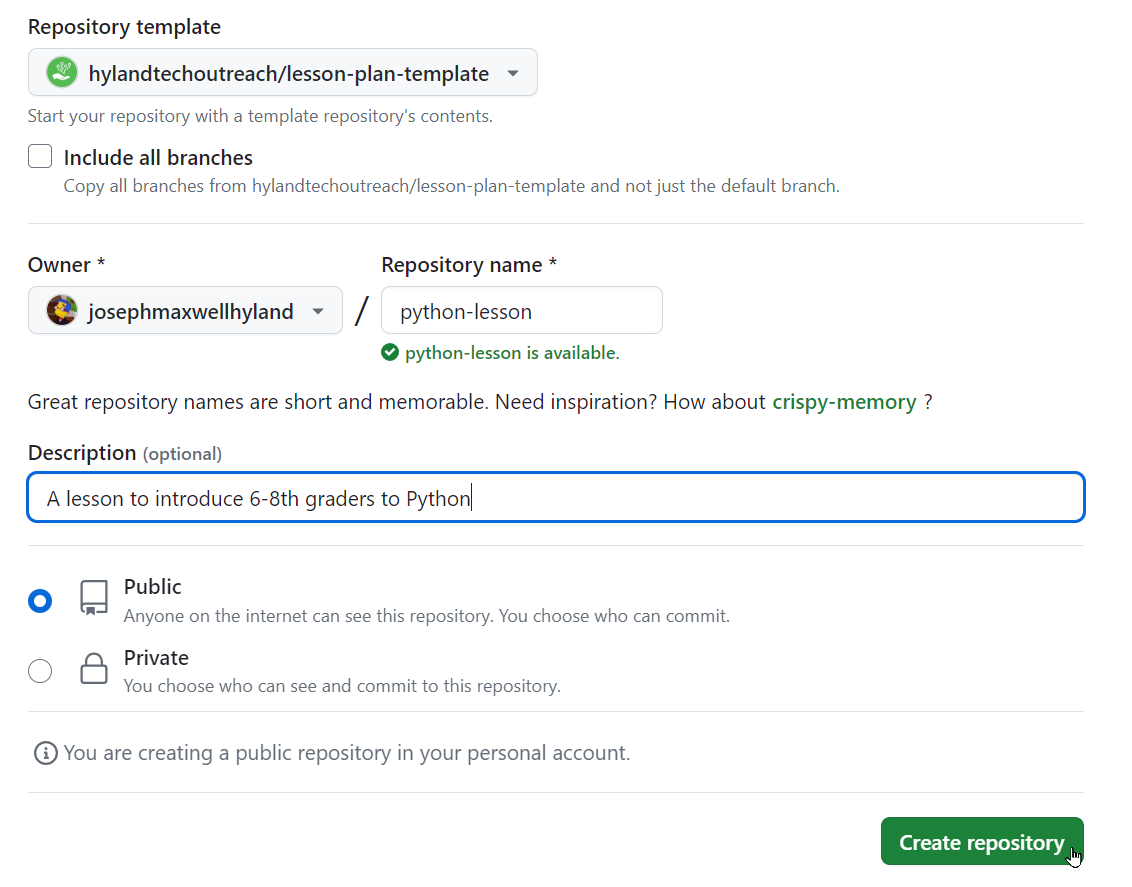 Repository template
hylandtechoutreach/lesson-plan-template
Start your repository with a template repository's contents.
Include all branches
Copy all branches from hylandtechoutreach/lesson-plan-template and not just the default branch.
Owner * Repository name *
josephmaxwellhyland / python-lesson
python-lesson is available.
Great repository names are short and memorable. Need inspiration? How about crispy-memory ?
Description (optional)
A lesson to introduce 6-8th graders to Python
Public
Anyone on the internet can see this repository. You choose who can commit.
Private
You choose who can see and commit to this repository.
You are creating a public repository in your personal account.
Create repository